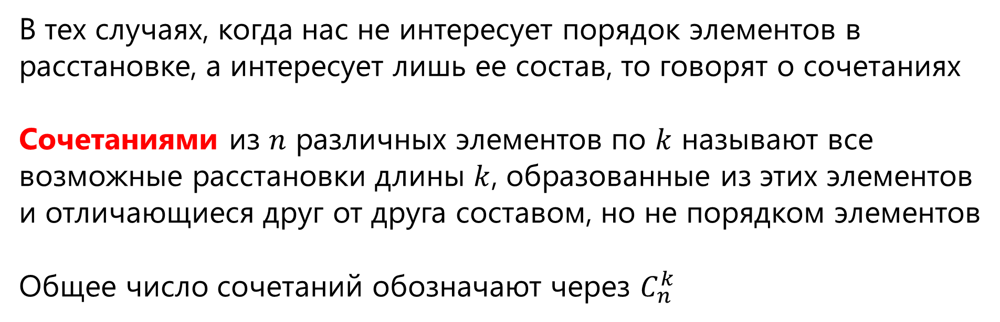 В тех случаях, когда нас не интересует порядок элементов в
расстановке, а интересует лишь ее состав, то говорят о сочетаниях
Сочетаниями из n различных элементов по k называют все
возможные расстановки длины k, образованные из этих элементов
и отличающиеся друг от друга составом, но не порядком элементов
Общее число сочетаний обозначают через $C_n^k$